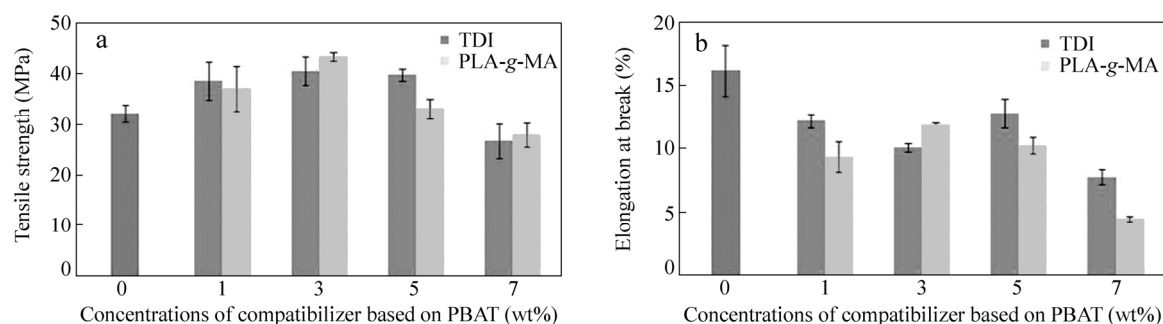 a
TDI
PLA-g-MA
Tensile strength (MPa)
50
40
30
20
10
0
0 1 3 5 7
Concentrations of compatibilizer based on PBAT (wt%)
b
TDI
PLA-g-MA
Elongation at break (%)
20
15
10
5
0
0 1 3 5 7
Concentrations of compatibilizer based on PBAT (wt%)